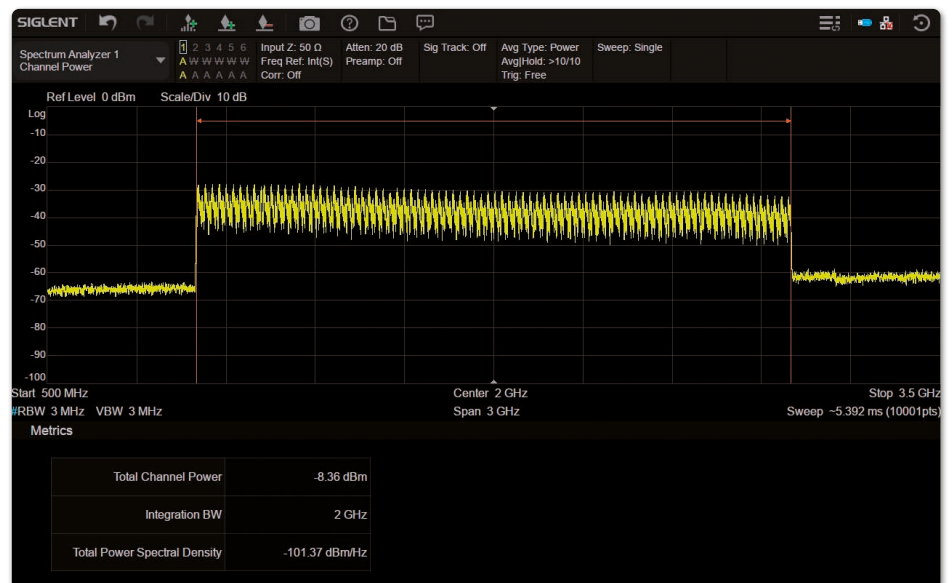 SIGLENT
Spectrum Analyzer 1
Channel Power
1 2 3 4 5 6
A W W W W W
A A A A A A
Input Z: 50 Ω
Freq Ref: Int(S)
Corr: Off
Atten: 20 dB
Preamp: Off
Sig Track: Off
Avg Type: Power
Avg|Hold: >10/10
Trig: Free
Sweep: Single
Ref Level 0 dBm Scale/Div 10 dB
Log
-10
-20
-30
-40
-50
-60
-70
-80
-90
-100
Start 500 MHz Center 2 GHz Stop 3.5 GHz
#RBW 3 MHz VBW 3 MHz Span 3 GHz Sweep ~5.392 ms (10001pts)
Metrics
Total Channel Power -8.36 dBm
Integration BW 2 GHz
Total Power Spectral Density -101.37 dBm/Hz